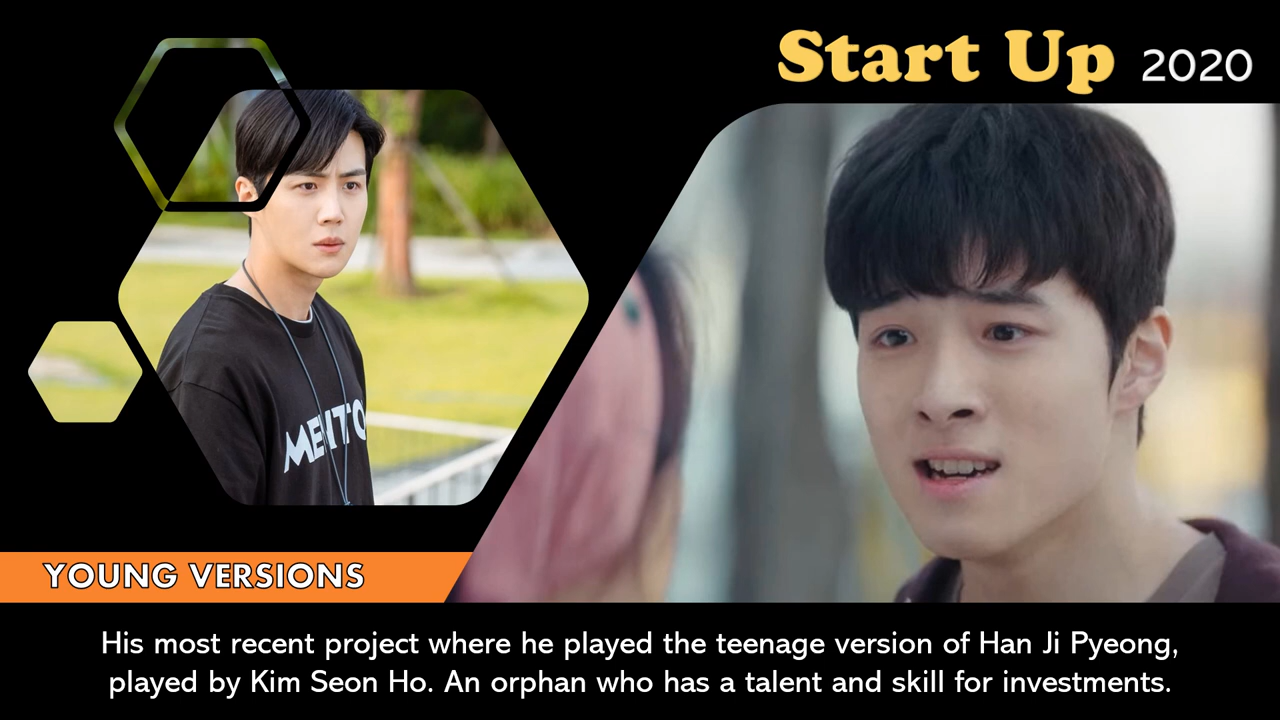 Start Up 2020
MENTO
YOUNG VERSIONS
His most recent project where he played the teenage version of Han Ji Pyeong,
played by Kim Seon Ho. An orphan who has a talent and skill for investments.